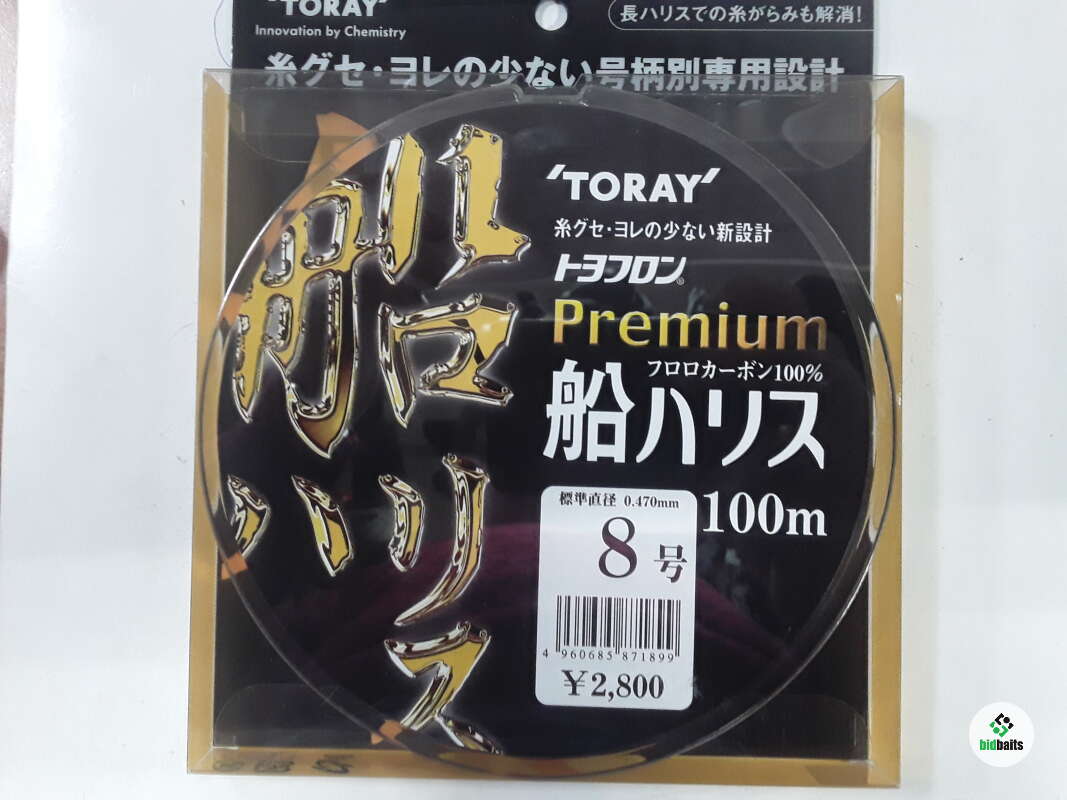 'TORAY'
Innovation by Chemistry
長ハリスでの糸がらみも解消!
糸グセ・ヨレの少ない号柄別専用設計
船ハリス
'TORAY'
糸グセ・ヨレの少ない新設計
トヨフロン®
Premium
フロロカーボン100%
船ハリス
100m
標準直径 0.470mm
8号
4 960685 871899
¥2,800
bidbaits